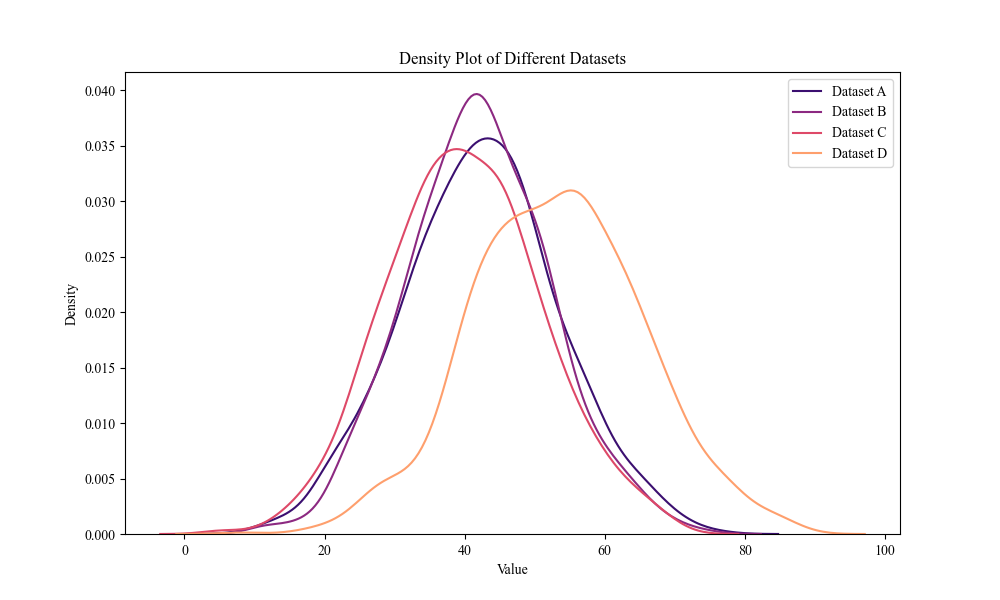 Density Plot of Different Datasets
Dataset A
Dataset B
Dataset C
Dataset D
Density
0.040
0.035
0.030
0.025
0.020
0.015
0.010
0.005
0.000
0 20 40 60 80 100
Value